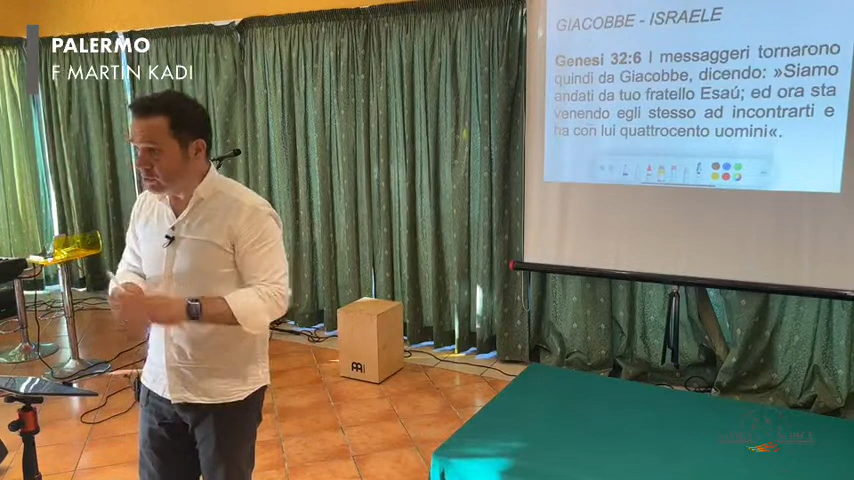 PALERMO
F MARTIN KADI
GIACOBBE - ISRAELE
Genesi 32:6 I messaggeri tornarono
quindi da Giacobbe, dicendo: »Siamo
andati da tuo fratello Esaú; ed ora sta
venendo egli stesso ad incontrarti e
ha con lui quattrocento uomini«.
MEINL